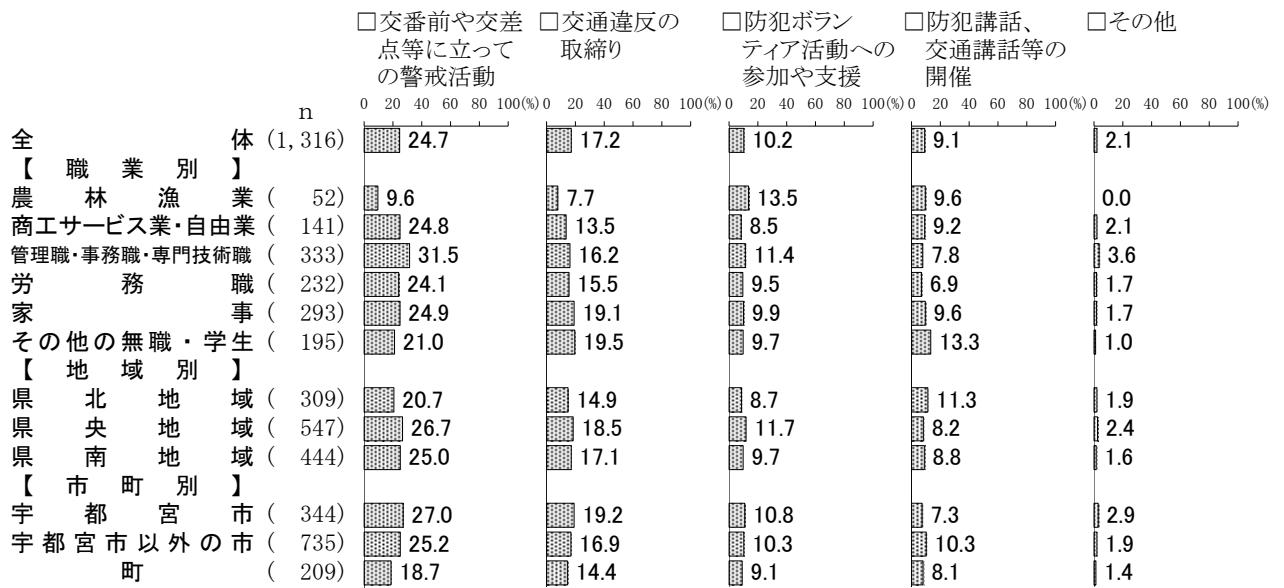 □交番前や交差 □交通違反の □防犯ボラン □防犯講話、 □その他
点等に立って 取締り ティア活動への 交通講話等の
の警戒活動 参加や支援 開催
n 0 20 40 60 80 100(%) 0 20 40 60 80 100(%) 0 20 40 60 80 100(%) 0 20 40 60 80 100(%) 0 20 40 60 80 100(%)
全体 (1,316) 24.7 17.2 10.2 9.1 2.1
【職業別】
農林漁業 ( 52) 9.6 7.7 13.5 9.6 0.0
商工サービス業・自由業 ( 141) 24.8 13.5 8.5 9.2 2.1
管理職・事務職・専門技術職 ( 333) 31.5 16.2 11.4 7.8 3.6
労務職 ( 232) 24.1 15.5 9.5 6.9 1.7
家事 ( 293) 24.9 19.1 9.9 9.6 1.7
その他の無職・学生 ( 195) 21.0 19.5 9.7 13.3 1.0
【地域別】
県北地域 ( 309) 20.7 14.9 8.7 11.3 1.9
県央地域 ( 547) 26.7 18.5 11.7 8.2 2.4
県南地域 ( 444) 25.0 17.1 9.7 8.8 1.6
【市町別】
宇都宮市 ( 344) 27.0 19.2 10.8 7.3 2.9
宇都宮市以外の市 ( 735) 25.2 16.9 10.3 10.3 1.9
町 ( 209) 18.7 14.4 9.1 8.1 1.4